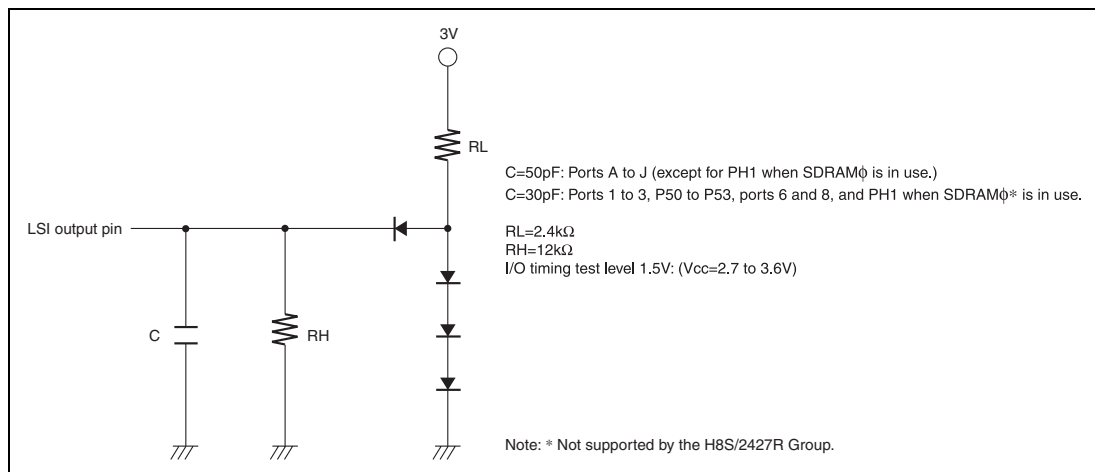 3V
RL
C=50pF: Ports A to J (except for PH1 when SDRAMϕ is in use.)
C=30pF: Ports 1 to 3, P50 to P53, ports 6 and 8, and PH1 when SDRAMϕ* is in use.
LSI output pin
RL=2.4kΩ
RH=12kΩ
I/O timing test level 1.5V: (Vcc=2.7 to 3.6V)
C
RH
Note: * Not supported by the H8S/2427R Group.